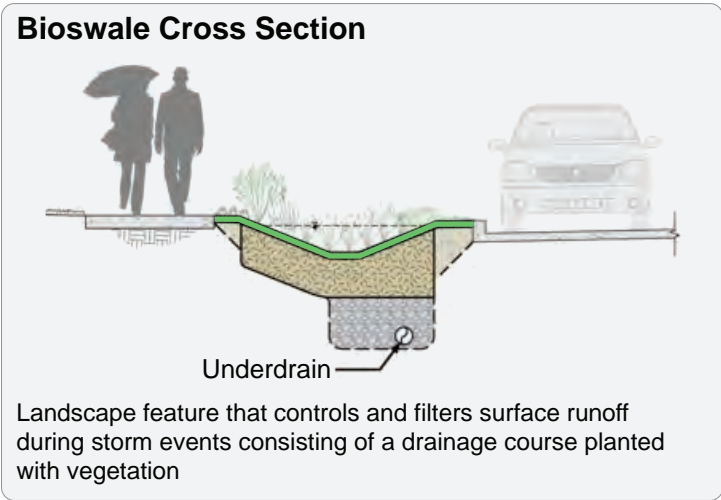 Bioswale Cross Section
Underdrain
Landscape feature that controls and filters surface runoff
during storm events consisting of a drainage course planted
with vegetation